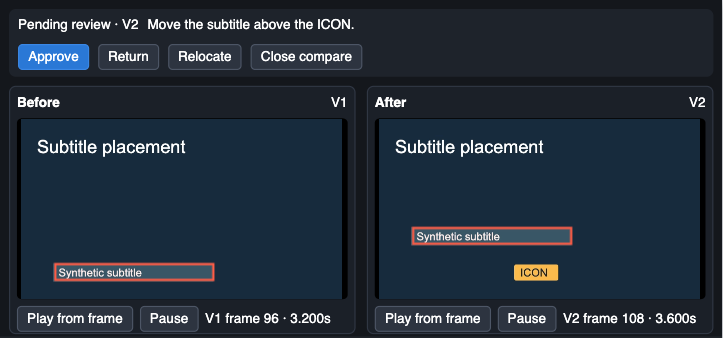 Pending review · V2 Move the subtitle above the ICON.
Approve Return Relocate Close compare
Before V1
Subtitle placement
Synthetic subtitle
Play from frame Pause V1 frame 96 · 3.200s
After V2
Subtitle placement
Synthetic subtitle
ICON
Play from frame Pause V2 frame 108 · 3.600s